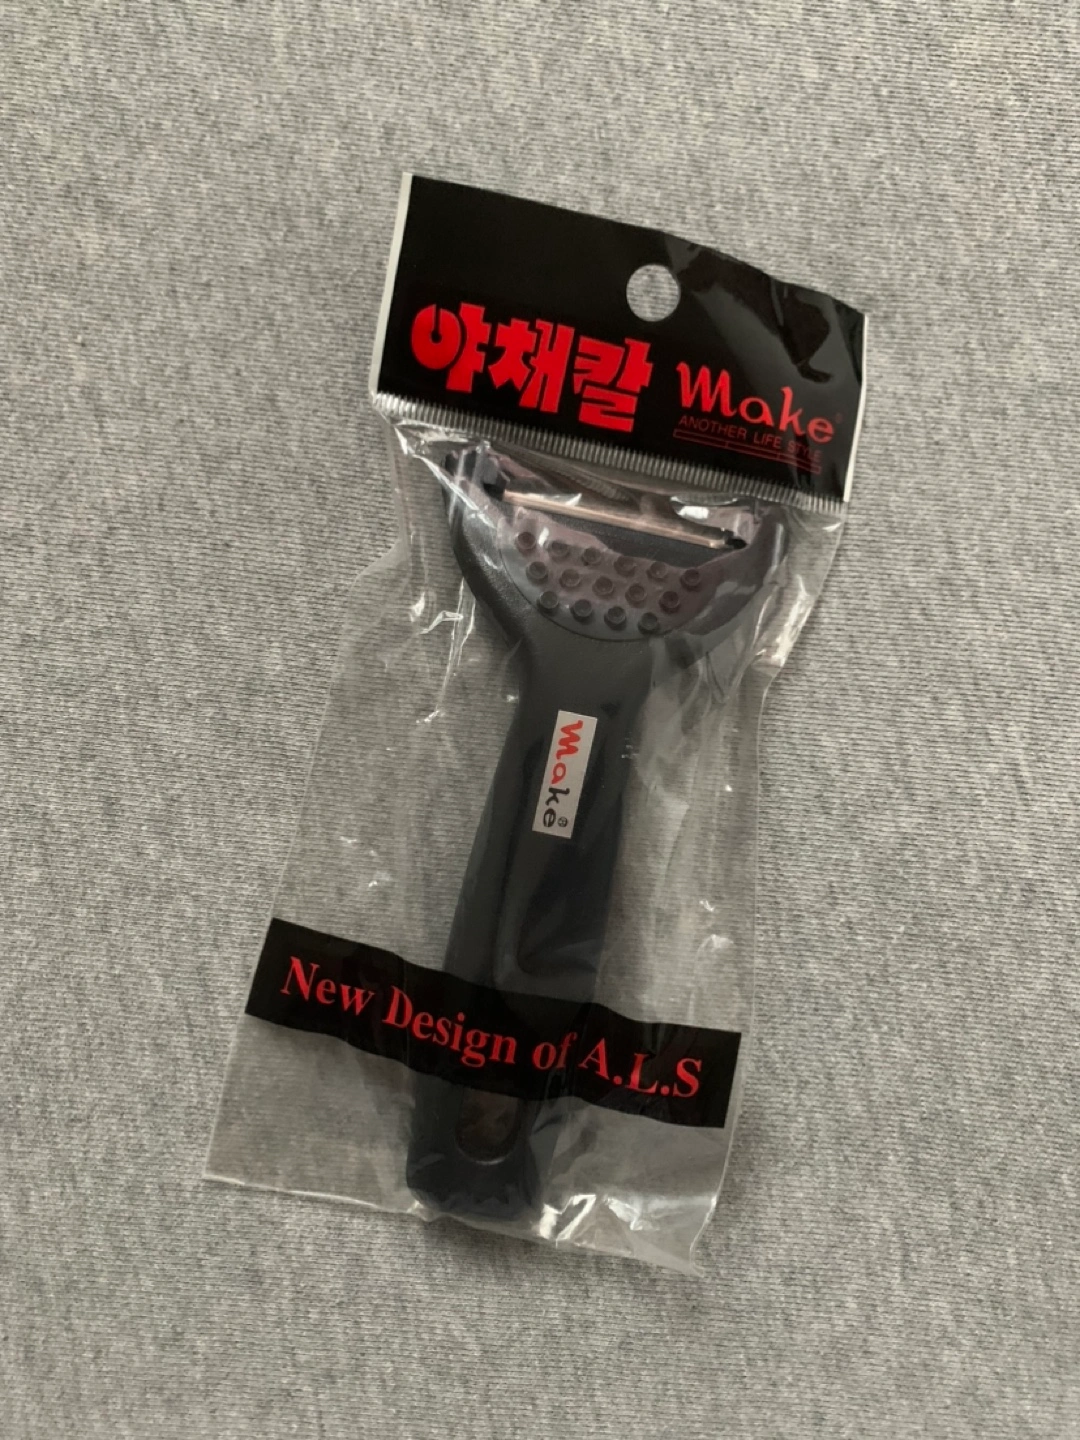 야채칼 make®
ANOTHER LIFE STYLE
make®
New Design of A.L.S